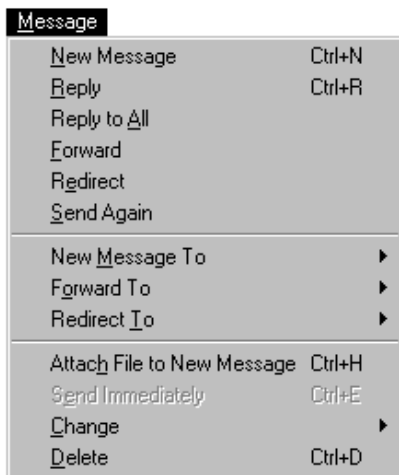 Message
New Message Ctrl+N
Reply Ctrl+R
Reply to All
Forward
Redirect
Send Again
New Message To
Forward To
Redirect To
Attach File to New Message Ctrl+H
Send Immediately Ctrl+E
Change
Delete Ctrl+D